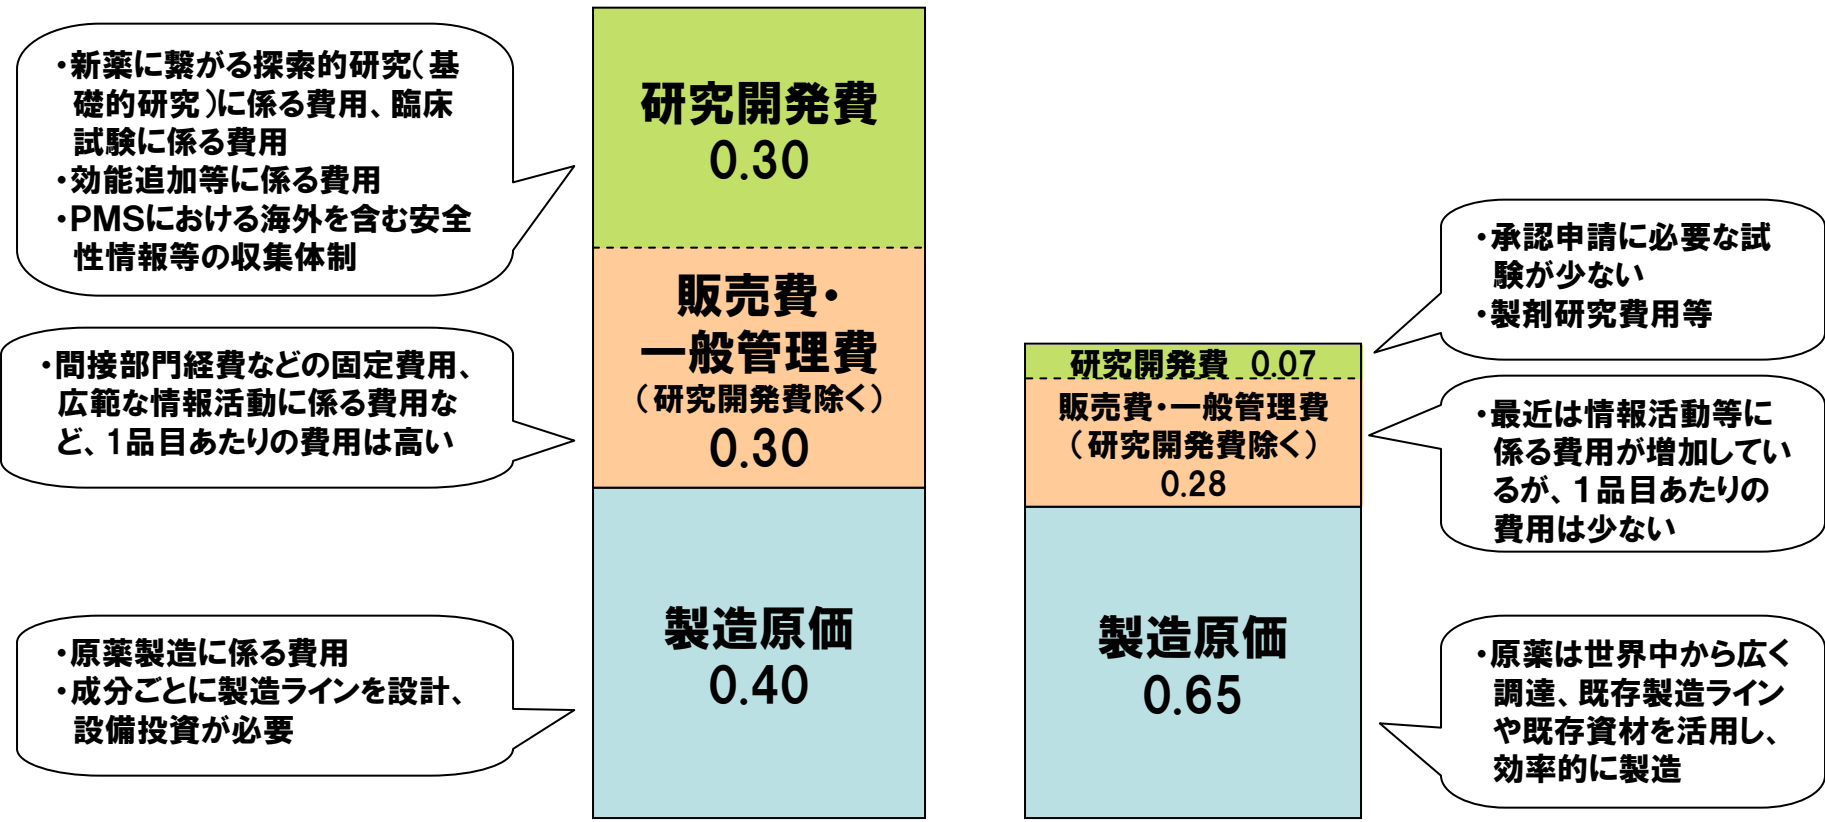 ・新薬に繋がる探索的研究(基
礎的研究)に係る費用、臨床
試験に係る費用
・効能追加等に係る費用
・PMSにおける海外を含む安全
性情報等の収集体制
・間接部門経費などの固定費用、
広範な情報活動に係る費用な
ど、1品目あたりの費用は高い
・原薬製造に係る費用
・成分ごとに製造ラインを設計、
設備投資が必要
研究開発費
0.30
販売費・
一般管理費
(研究開発費除く)
0.30
製造原価
0.40
研究開発費 0.07
販売費・一般管理費
(研究開発費除く)
0.28
製造原価
0.65
・承認申請に必要な試
験が少ない
・製剤研究費用等
・最近は情報活動等に
係る費用が増加してい
るが、1品目あたりの
費用は少ない
・原薬は世界中から広く
調達、既存製造ライン
や既存資材を活用し、
効率的に製造